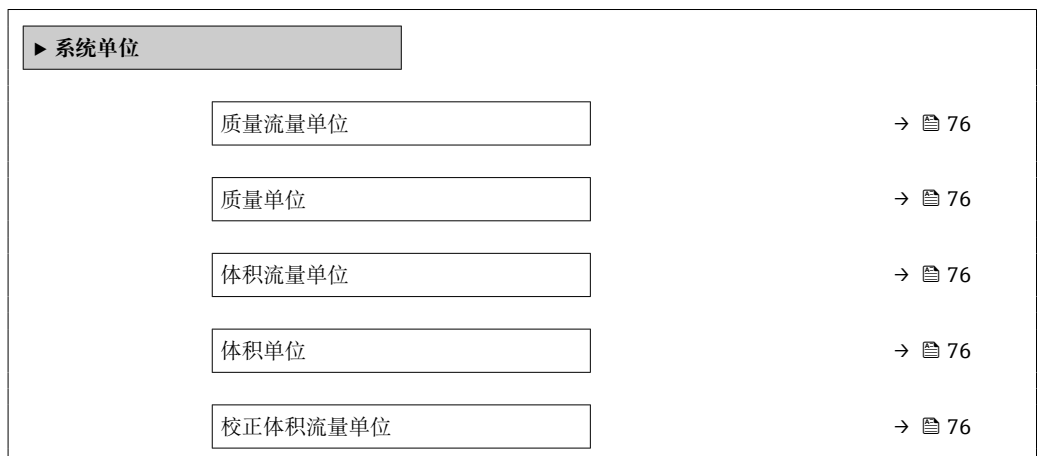 ▶ 系统单位
质量流量单位 → 76
质量单位 → 76
体积流量单位 → 76
体积单位 → 76
校正体积流量单位 → 76